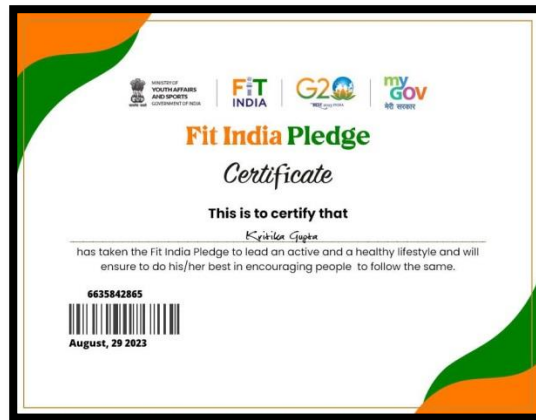 MINISTRY OF
YOUTH AFFAIRS
AND SPORTS
GOVERNMENT OF INDIA
FIT
INDIA
G20
my
GOV
मेरी सरकार
Fit India Pledge
Certificate
This is to certify that
Kritika Gupta
has taken the Fit India Pledge to lead an active and a healthy lifestyle and will
ensure to do his/her best in encouraging people to follow the same.
6635842865
August, 29 2023